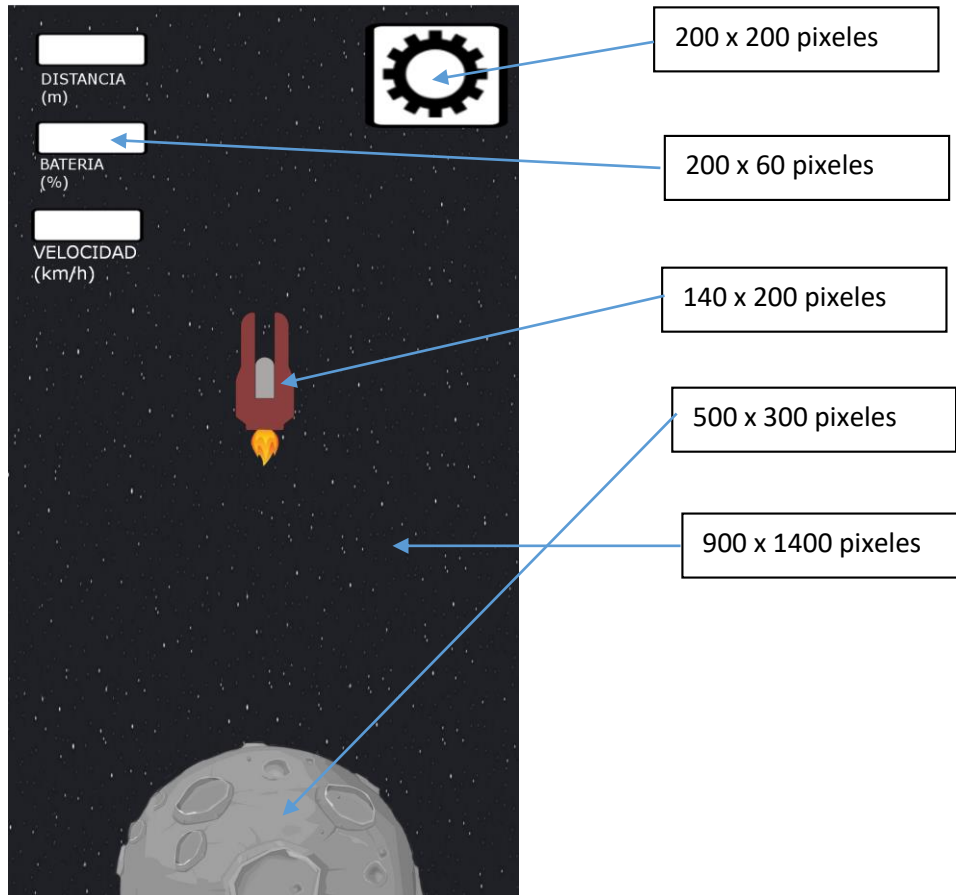 DISTANCIA
(m)
BATERIA
(%)
VELOCIDAD
(km/h)
200 x 200 pixeles
200 x 60 pixeles
140 x 200 pixeles
500 x 300 pixeles
900 x 1400 pixeles